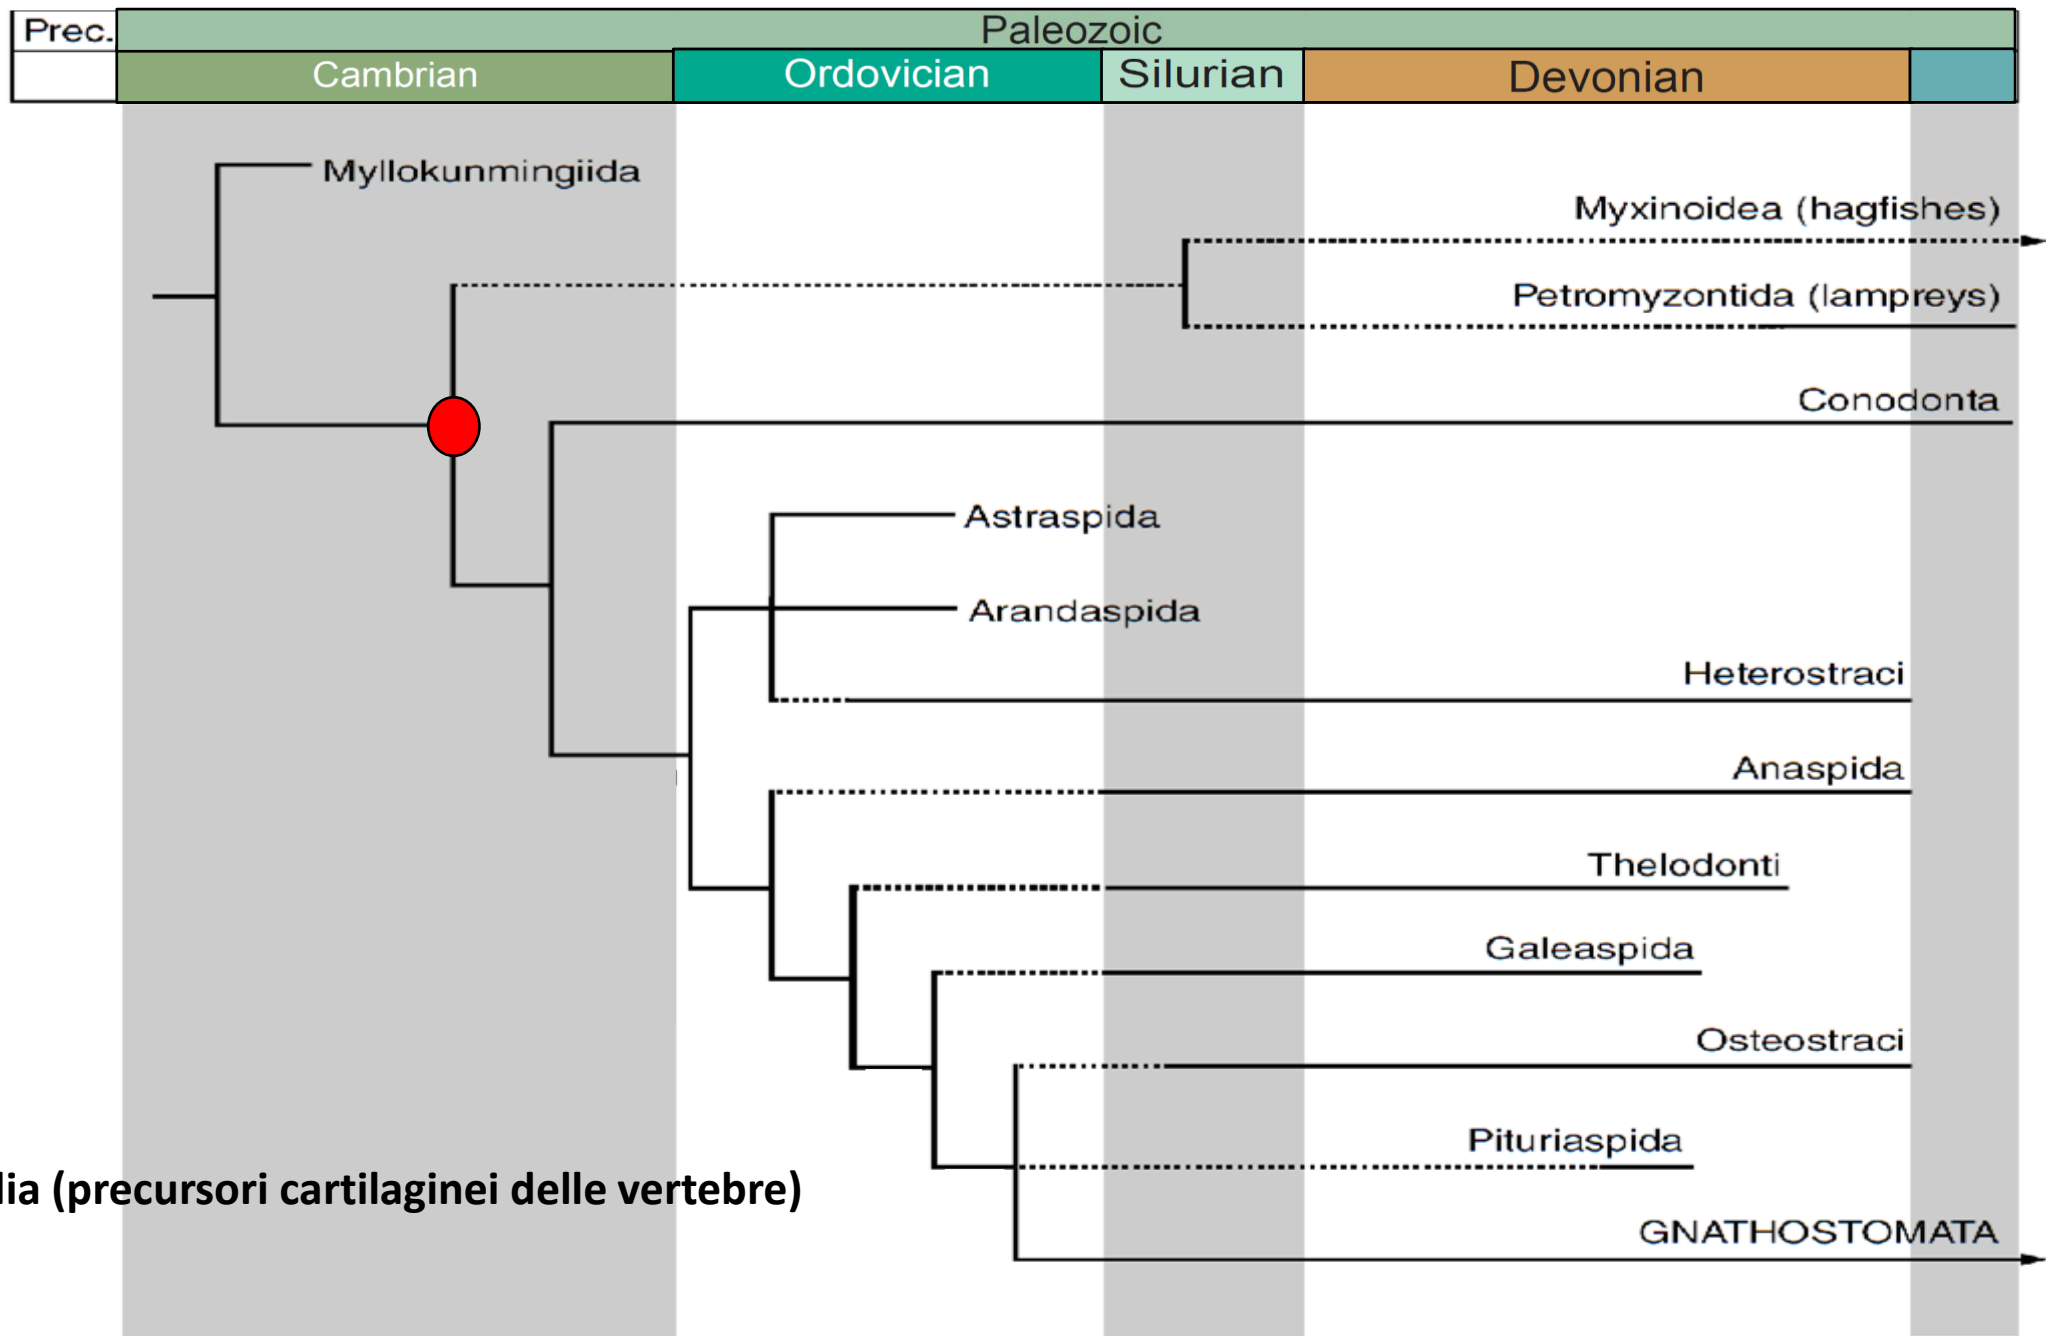 Prec.
Paleozoic
Cambrian
Ordovician
Silurian
Devonian
Myllokunmingiida
Myxinoidea (hagfishes)
Petromyzontida (lampreys)
Conodonta
Astraspida
Arandaspida
Heterostraci
Anaspida
Thelodonti
Galeaspida
Osteostraci
Pituriaspida
lia (precursori cartilaginei delle vertebre)
GNATHOSTOMATA